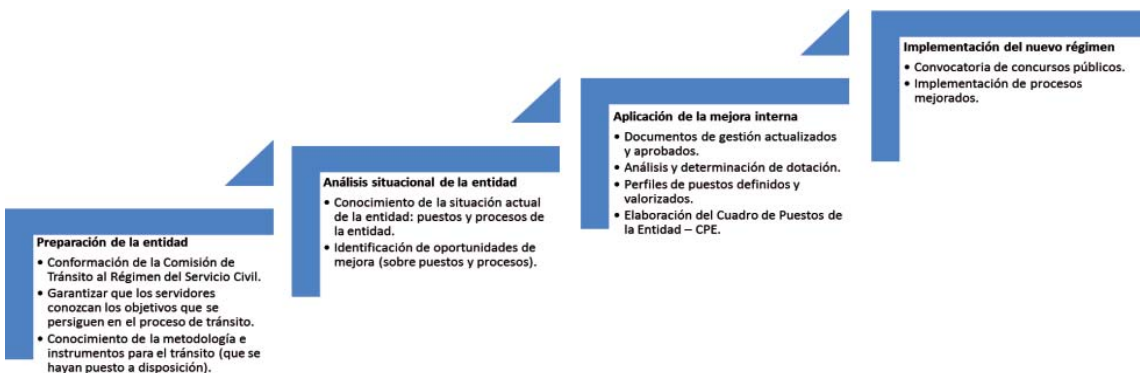 Preparación de la entidad
• Conformación de la Comisión de
Tránsito al Régimen del Servicio Civil.
• Garantizar que los servidores
conozcan los objetivos que se
persiguen en el proceso de tránsito.
• Conocimiento de la metodología e
instrumentos para el tránsito (que se
hayan puesto a disposición).
Análisis situacional de la entidad
• Conocimiento de la situación actual
de la entidad: puestos y procesos de
la entidad.
• Identificación de oportunidades de
mejora (sobre puestos y procesos).
Aplicación de la mejora interna
• Documentos de gestión actualizados
y aprobados.
• Análisis y determinación de dotación.
• Perfiles de puestos definidos y
valorizados.
• Elaboración del Cuadro de Puestos de
la Entidad – CPE.
Implementación del nuevo régimen
• Convocatoria de concursos públicos.
• Implementación de procesos
mejorados.